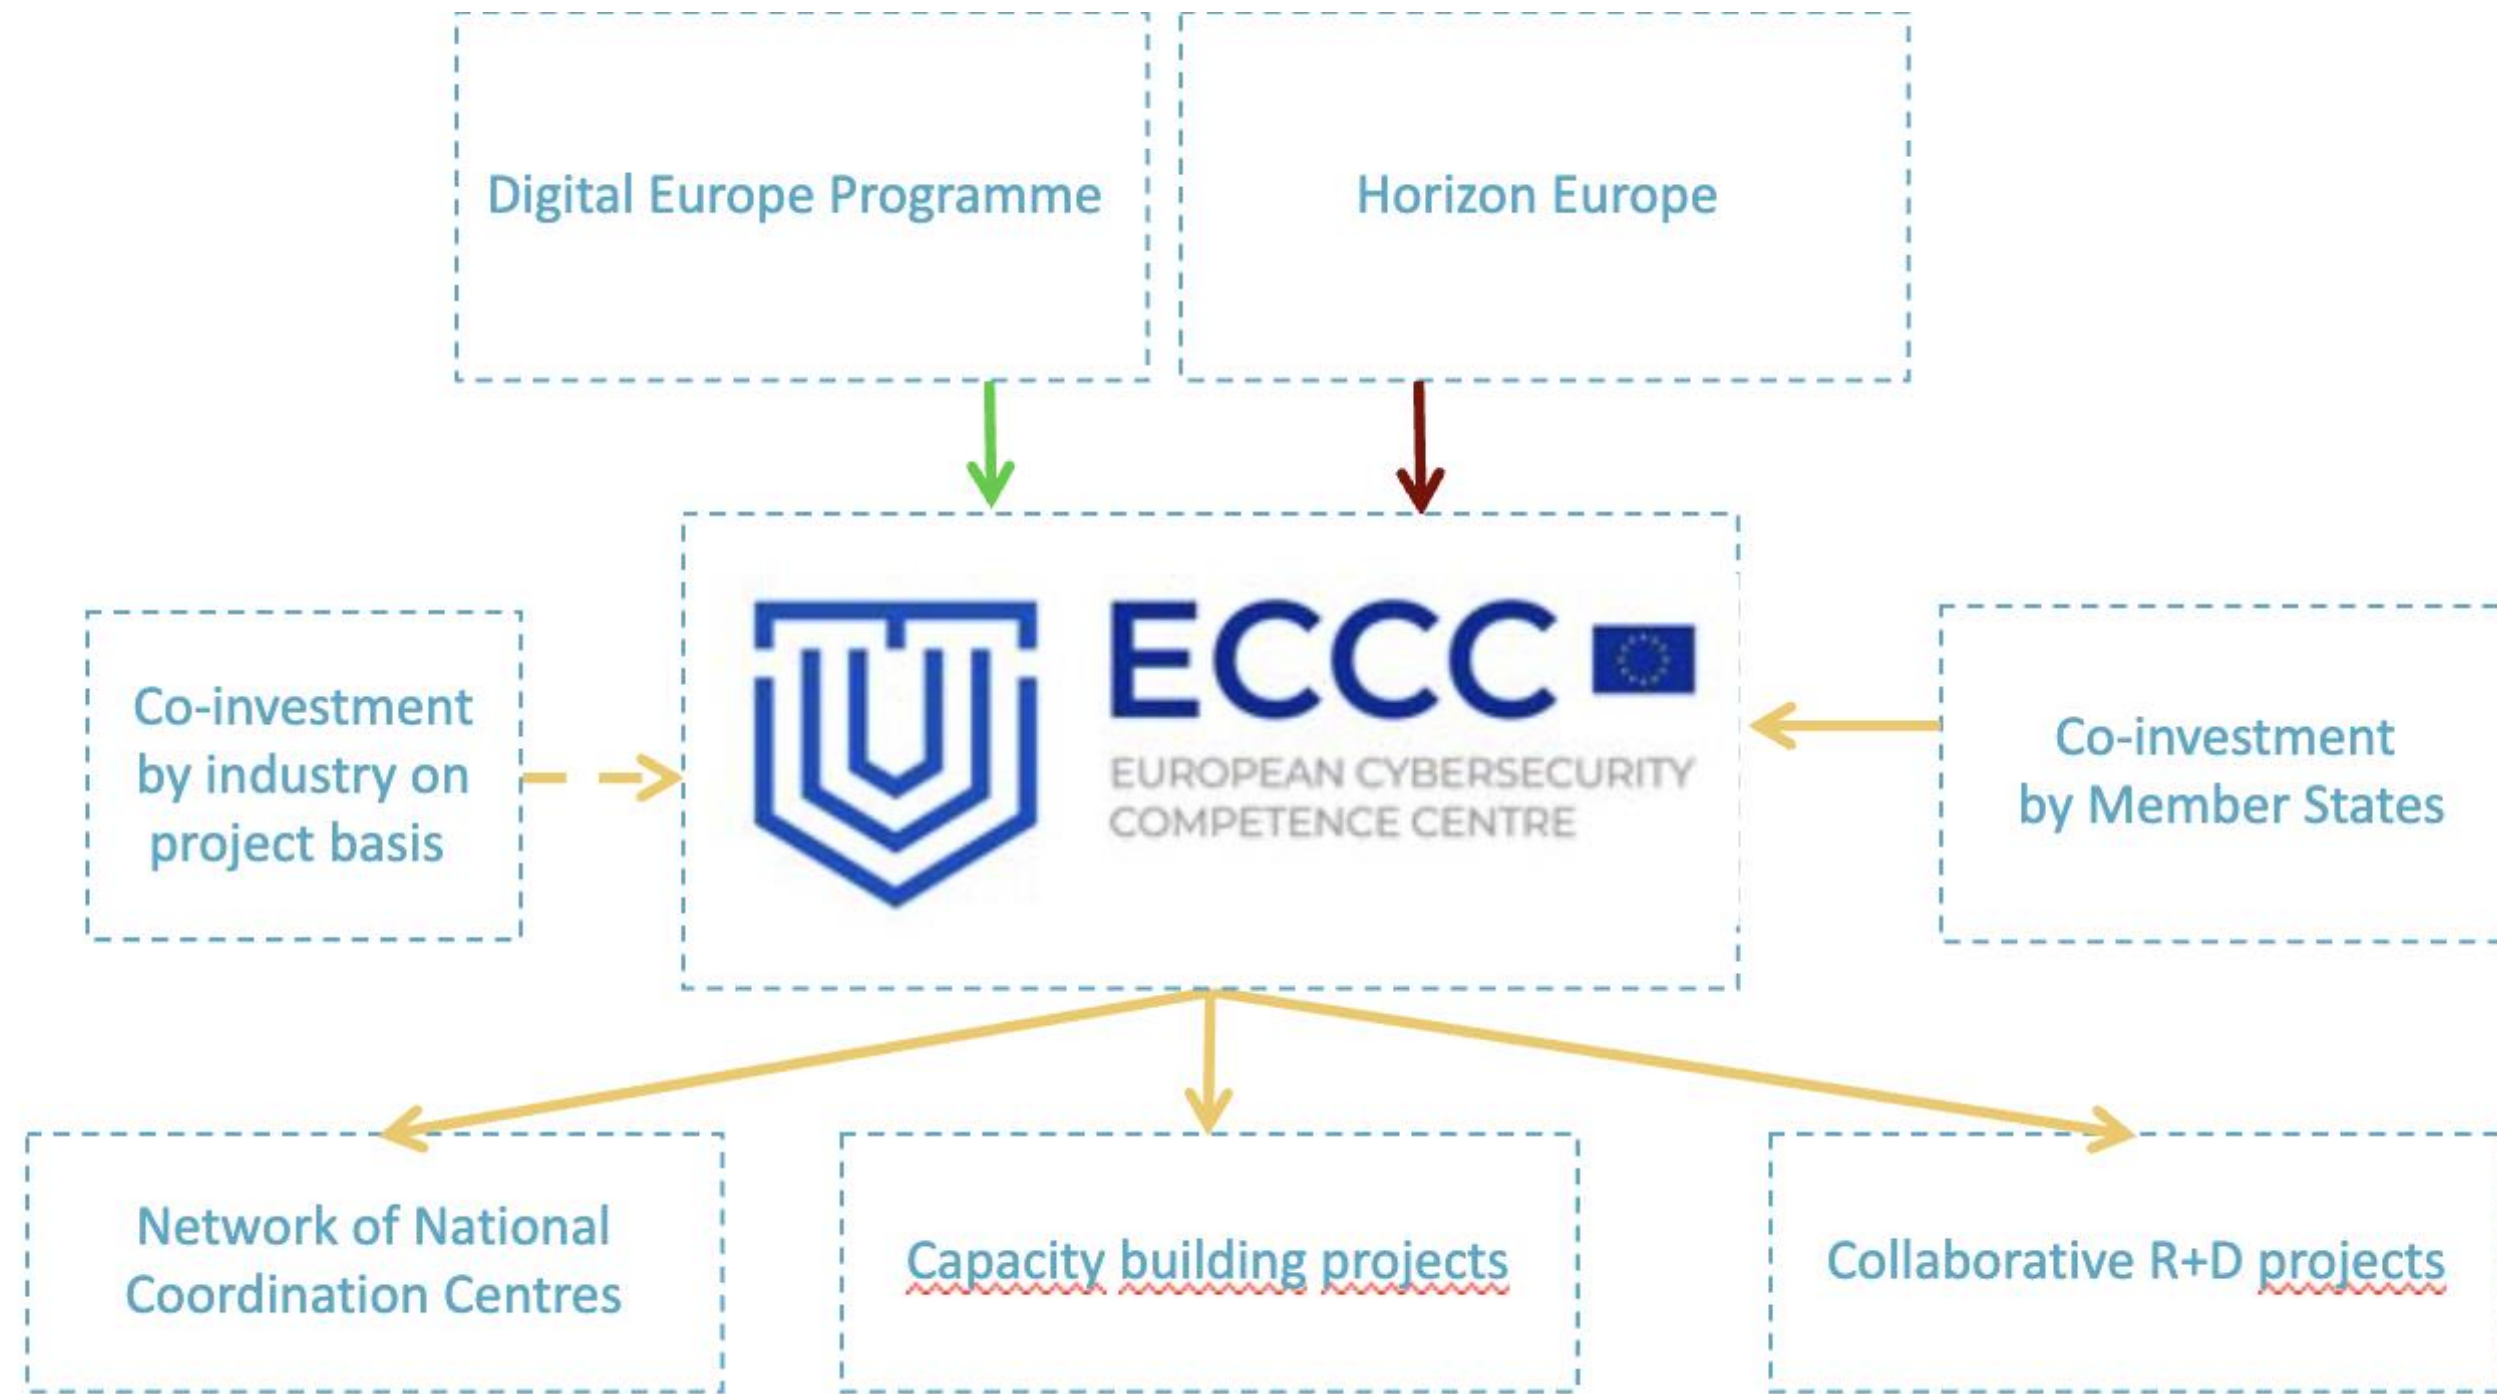 Digital Europe Programme
Horizon Europe
Co-investment
by industry on
project basis
ECCC
EUROPEAN CYBERSECURITY
COMPETENCE CENTRE
Co-investment
by Member States
Network of National
Coordination Centres
Capacity building projects
Collaborative R+D projects